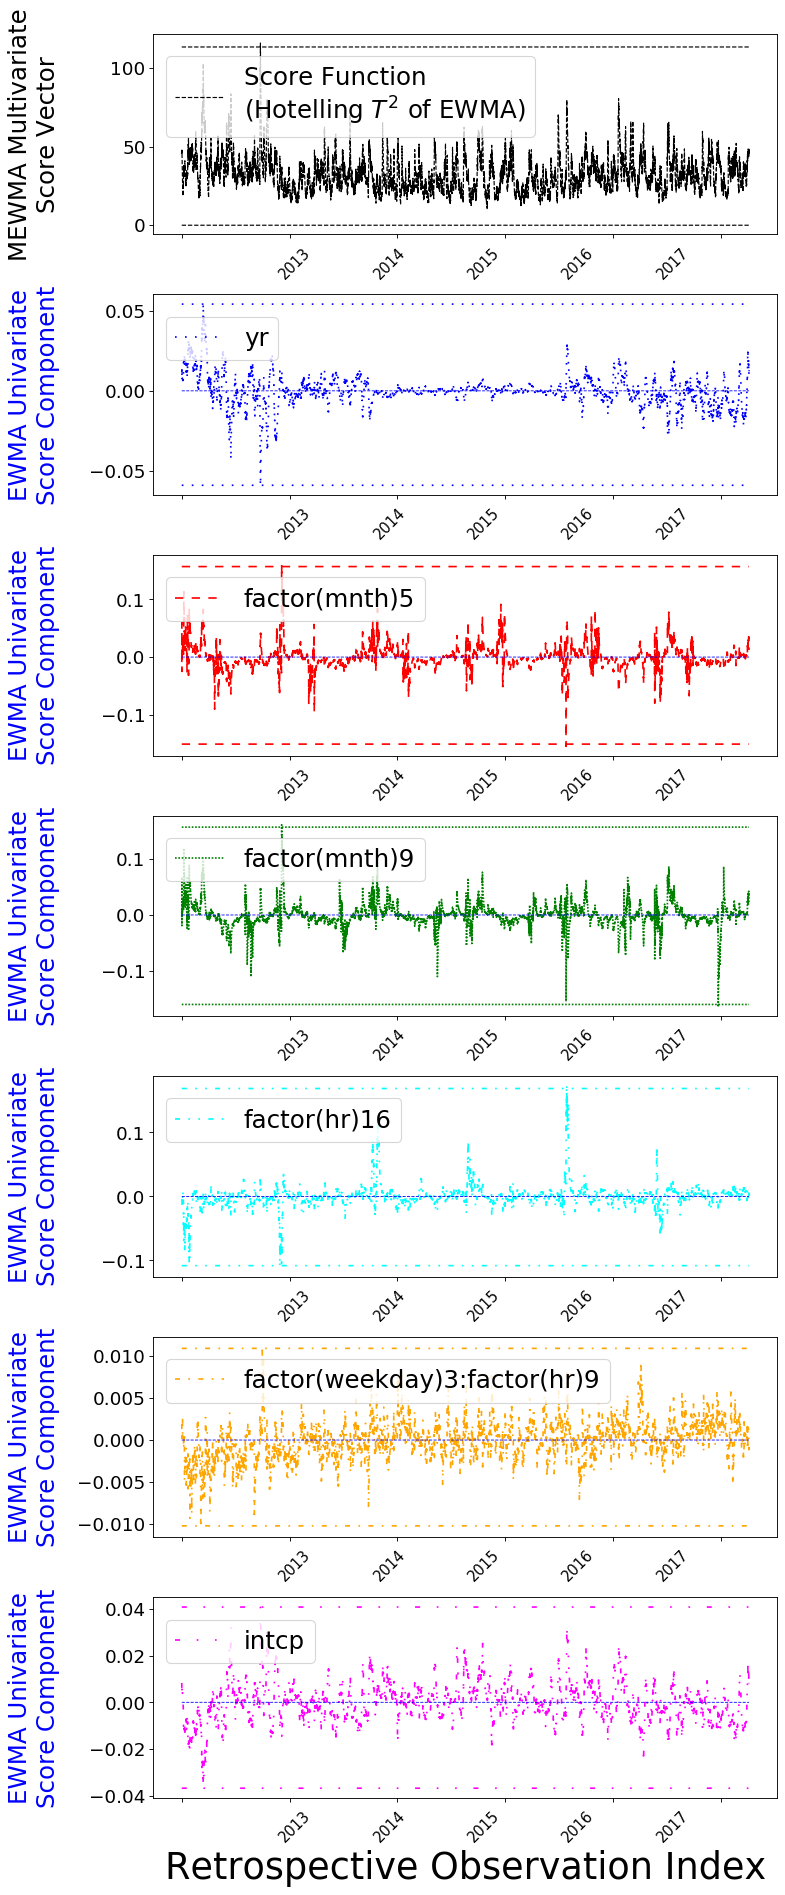 MEWMA Multivariate
Score Vector
100
50
0
Score Function
(Hotelling T² of EWMA)
2013 2014 2015 2016 2017
EWMA Univariate
Score Component
0.05
0.00
−0.05
yr
2013 2014 2015 2016 2017
EWMA Univariate
Score Component
0.1
0.0
−0.1
factor(mnth)5
2013 2014 2015 2016 2017
EWMA Univariate
Score Component
0.1
0.0
−0.1
factor(mnth)9
2013 2014 2015 2016 2017
EWMA Univariate
Score Component
0.1
0.0
−0.1
factor(hr)16
2013 2014 2015 2016 2017
EWMA Univariate
Score Component
0.010
0.005
0.000
−0.005
−0.010
factor(weekday)3:factor(hr)9
2013 2014 2015 2016 2017
EWMA Univariate
Score Component
0.04
0.02
0.00
−0.02
−0.04
intcp
2013 2014 2015 2016 2017
Retrospective Observation Index